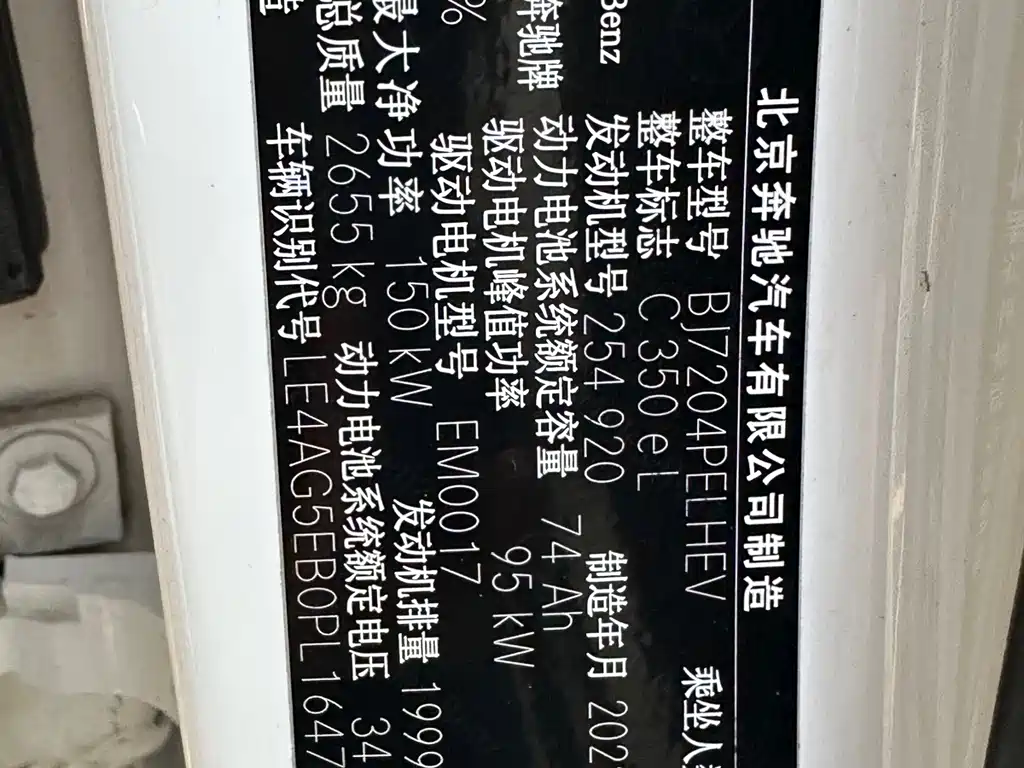 北京奔驰汽车有限公司制造
整车型号 BJ7204PELHEV 乘坐人
整车标志 C350eL
Benz 发动机型号 254 920 制造年月 202
奔驰牌 动力电池系统额定容量 74 Ah
驱动电机峰值功率 95 kW
% 驱动电机型号 EM0017
最大净功率 150 kW 发动机排量 1999
总质量 2655 kg 动力电池系统额定电压 34
造 车辆识别代号 LE4AG5EB0PL1647